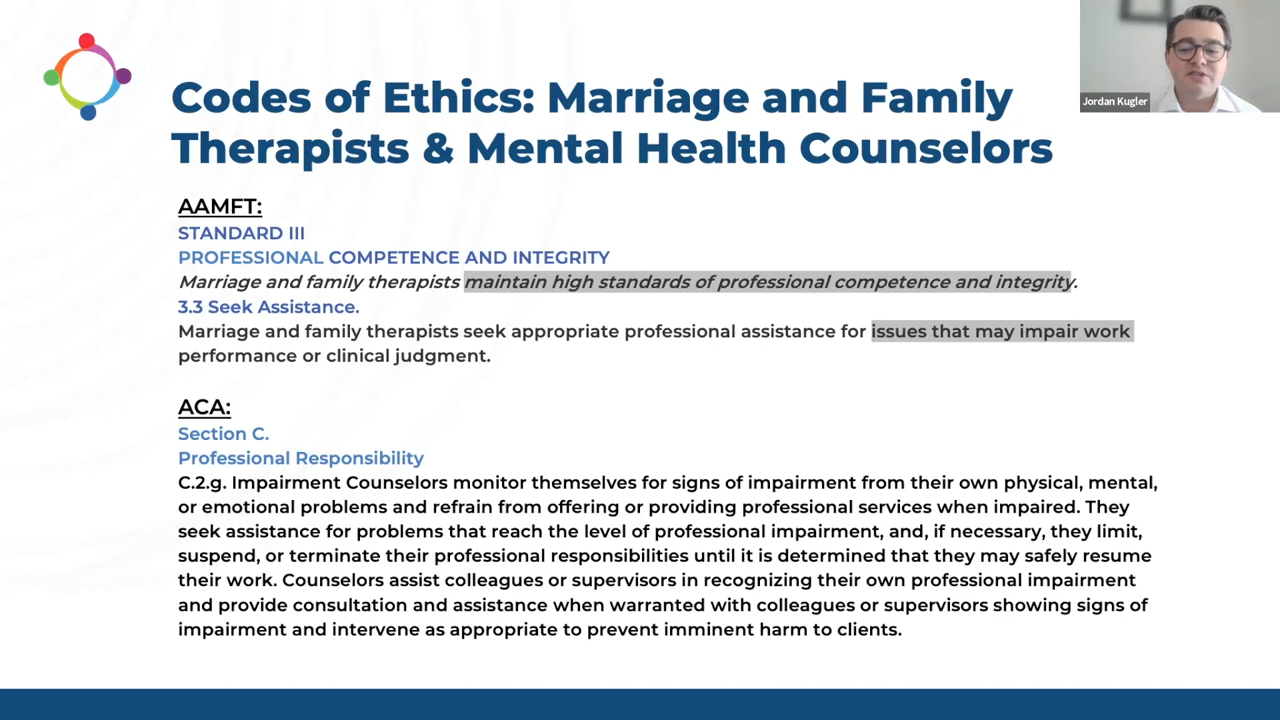 Codes of Ethics: Marriage and Family
Therapists & Mental Health Counselors
Jordan Kugler
AAMFT:
STANDARD III
PROFESSIONAL COMPETENCE AND INTEGRITY
Marriage and family therapists maintain high standards of professional competence and integrity.
3.3 Seek Assistance.
Marriage and family therapists seek appropriate professional assistance for issues that may impair work
performance or clinical judgment.
ACA:
Section C.
Professional Responsibility
C.2.g. Impairment Counselors monitor themselves for signs of impairment from their own physical, mental,
or emotional problems and refrain from offering or providing professional services when impaired. They
seek assistance for problems that reach the level of professional impairment, and, if necessary, they limit,
suspend, or terminate their professional responsibilities until it is determined that they may safely resume
their work. Counselors assist colleagues or supervisors in recognizing their own professional impairment
and provide consultation and assistance when warranted with colleagues or supervisors showing signs of
impairment and intervene as appropriate to prevent imminent harm to clients.